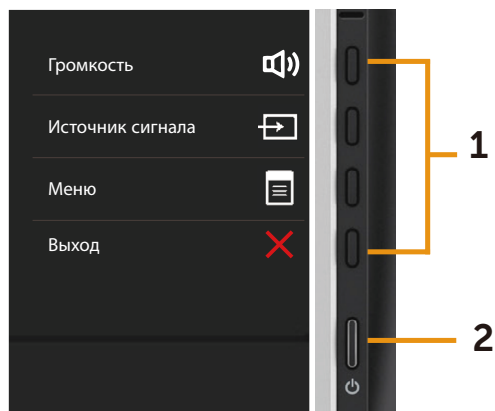 Громкость
Источник сигнала
Меню
Выход
1
2